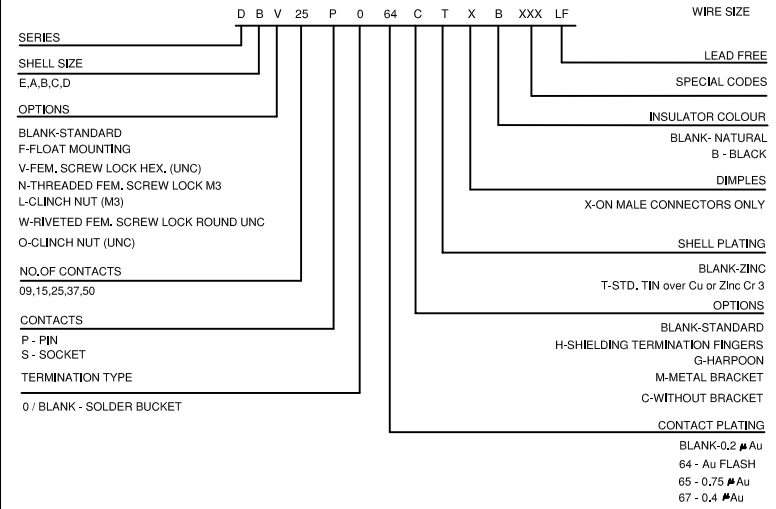 D B V 25 P 0 64 C T X B XXX LF
WIRE SIZE
SERIES
SHELL SIZE
E,A,B,C,D
OPTIONS
BLANK-STANDARD
F-FLOAT MOUNTING
V-FEM. SCREW LOCK HEX. (UNC)
N-THREADED FEM. SCREW LOCK M3
L-CLINCH NUT (M3)
W-RIVETED FEM. SCREW LOCK ROUND UNC
O-CLINCH NUT (UNC)
NO.OF CONTACTS
09,15,25,37,50
CONTACTS
P - PIN
S - SOCKET
TERMINATION TYPE
0 / BLANK - SOLDER BUCKET
LEAD FREE
SPECIAL CODES
INSULATOR COLOUR
BLANK- NATURAL
B - BLACK
DIMPLES
X-ON MALE CONNECTORS ONLY
SHELL PLATING
BLANK-ZINC
T-STD. TIN over Cu or Zinc Cr 3
OPTIONS
BLANK-STANDARD
H-SHIELDING TERMINATION FINGERS
G-HARPOON
M-METAL BRACKET
C-WITHOUT BRACKET
CONTACT PLATING
BLANK-0.2 µ Au
64 - Au FLASH
65 - 0.75 µ Au
67 - 0.4 µ Au